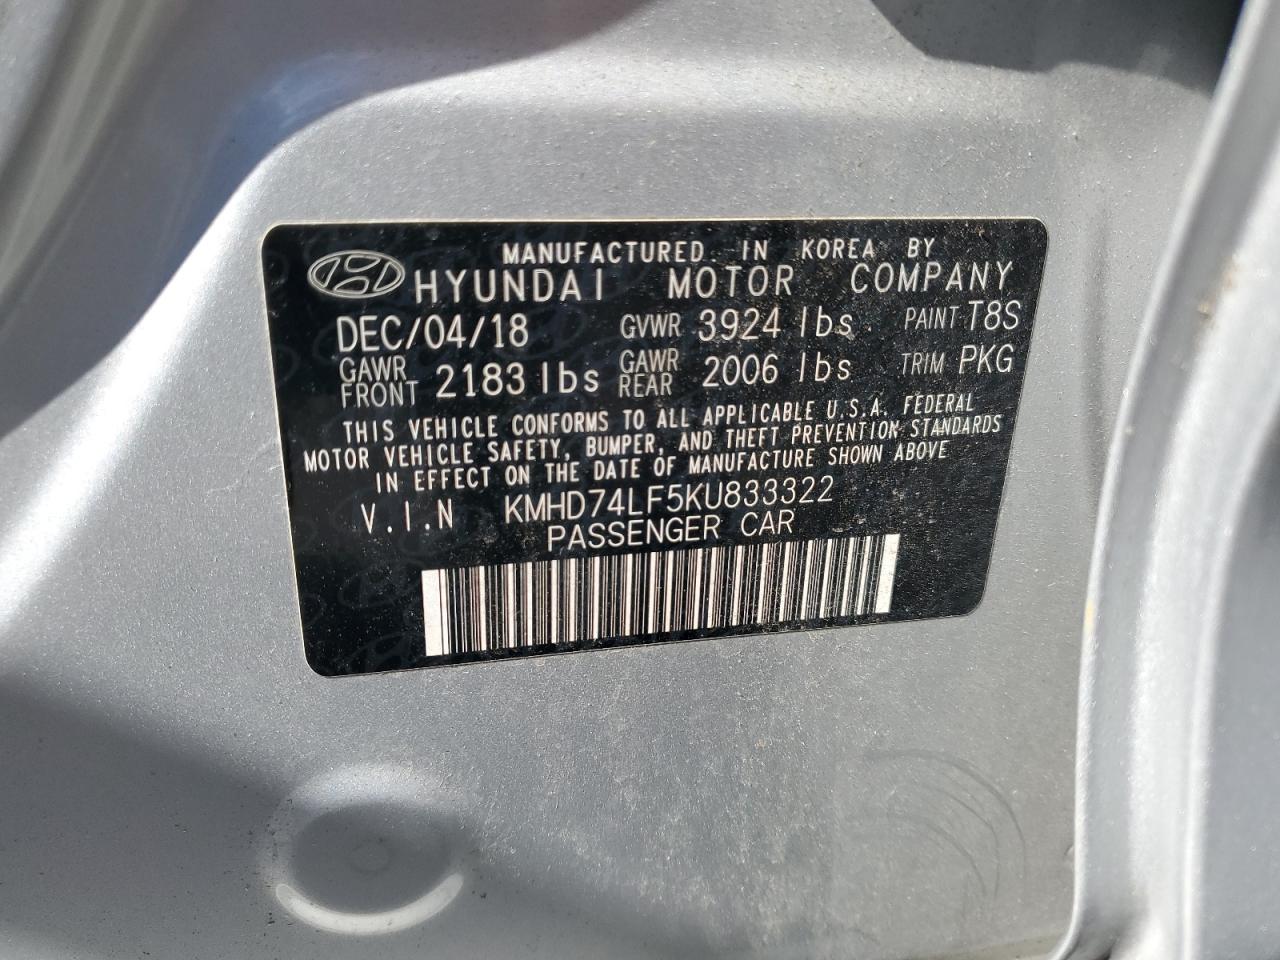 MANUFACTURED IN KOREA BY
HYUNDAI MOTOR COMPANY
DEC/04/18 GVWR 3924 lbs PAINT T8S
GAWR FRONT 2183 lbs GAWR REAR 2006 lbs TRIM PKG
THIS VEHICLE CONFORMS TO ALL APPLICABLE U.S.A. FEDERAL
MOTOR VEHICLE SAFETY, BUMPER, AND THEFT PREVENTION STANDARDS
IN EFFECT ON THE DATE OF MANUFACTURE SHOWN ABOVE
V.I.N KMHD74LF5KU833322
PASSENGER CAR